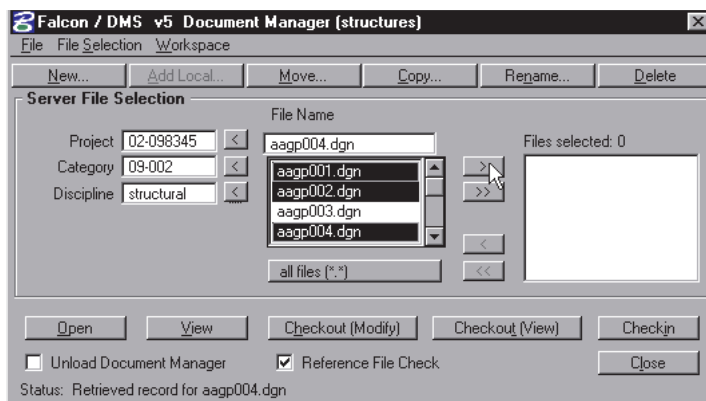 Falcon / DMS v5 Document Manager (structures)
File File Selection Workspace
New... Add Local... Move... Copy... Rename... Delete
Server File Selection
File Name
Project 02-098345 < aagp004.dgn Files selected: 0
Category 09-002 < aagp001.dgn >
Discipline structural < aagp002.dgn >>
aagp003.dgn
aagp004.dgn <
all files (*.*) <<
Open View Checkout (Modify) Checkout (View) Checkin
Unload Document Manager Reference File Check Close
Status: Retrieved record for aagp004.dgn